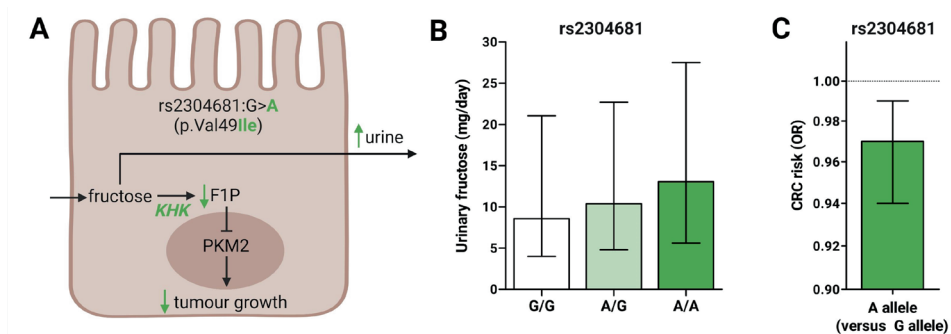 A
rs2304681:G>A
(p.Val49Ile)
urine
fructose
KHK
F1P
PKM2
tumour growth
B
rs2304681
Urinary fructose (mg/day)
30
25
20
15
10
5
0
G/G
A/G
A/A
C
rs2304681
CRC risk (OR)
1.00
0.98
0.96
0.94
0.92
0.90
A allele
(versus G allele)